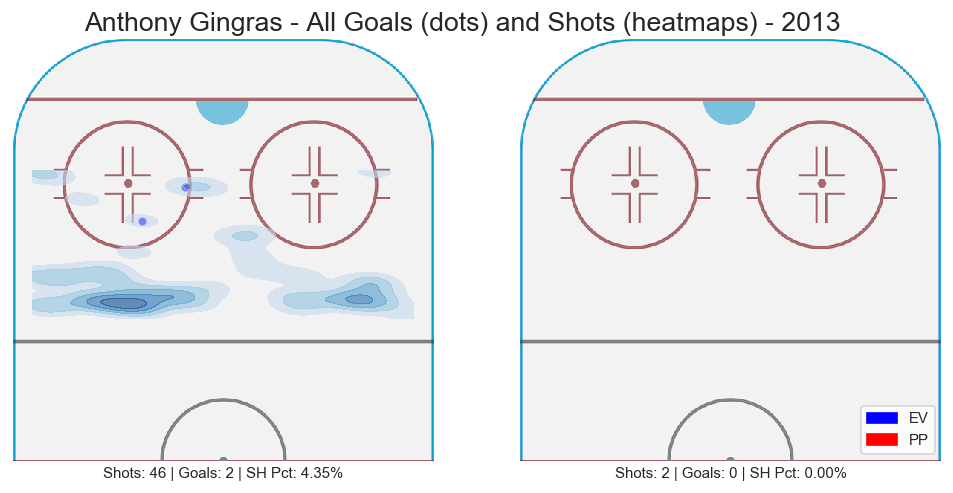 Anthony Gingras - All Goals (dots) and Shots (heatmaps) - 2013
EV
PP
Shots: 46 | Goals: 2 | SH Pct: 4.35%
Shots: 2 | Goals: 0 | SH Pct: 0.00%